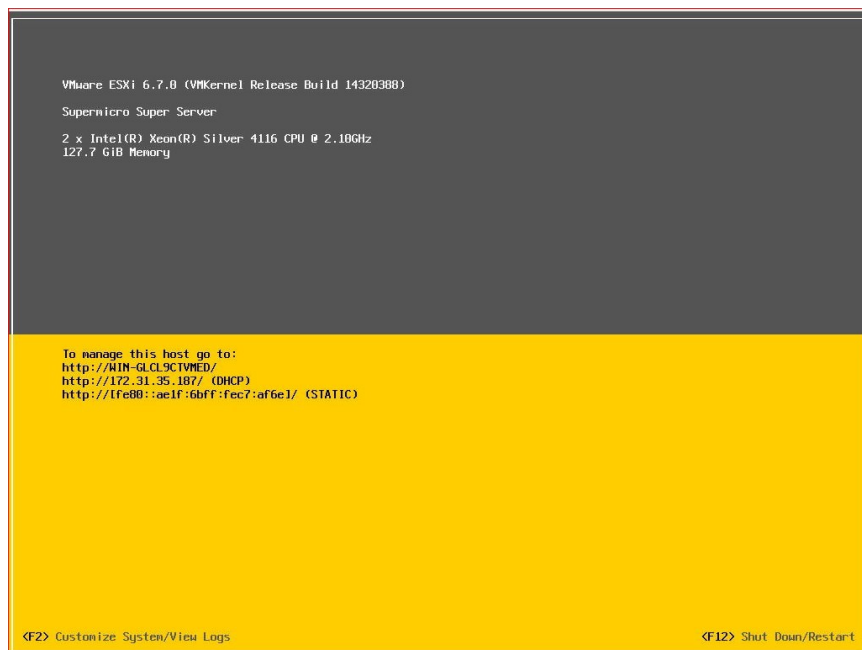 VMware ESXi 6.7.0 (VMKernel Release Build 14320388)
Supermicro Super Server
2 x Intel(R) Xeon(R) Silver 4116 CPU @ 2.10GHz
127.7 GiB Memory
To manage this host go to:
http://WIN-GLCL9CTVMED/
http://172.31.35.187/ (DHCP)
http://[fe80::ae1f:6bff:fec7:af6e]/ (STATIC)
<F2> Customize System/View Logs
<F12> Shut Down/Restart